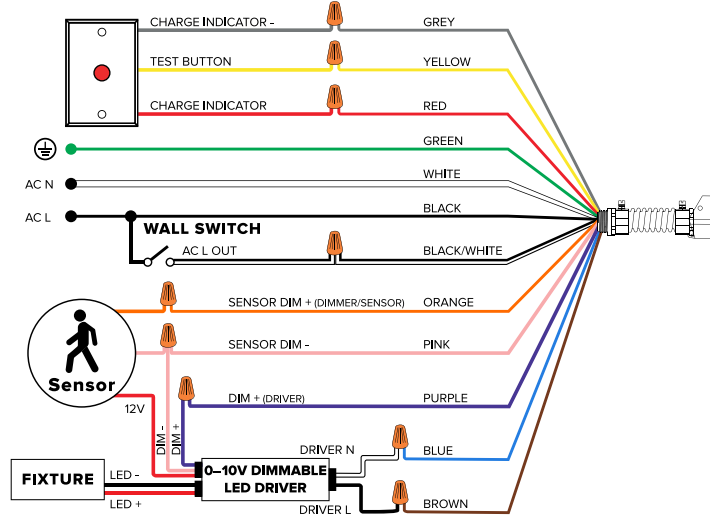 CHARGE INDICATOR - GREY
TEST BUTTON YELLOW
CHARGE INDICATOR RED
GREEN
AC N WHITE
AC L BLACK
WALL SWITCH
AC L OUT BLACK/WHITE
SENSOR DIM + (DIMMER/SENSOR) ORANGE
SENSOR DIM - PINK
Sensor
12V
DIM + (DRIVER) PURPLE
DIM -
DIM +
DRIVER N BLUE
FIXTURE
LED -
LED +
0–10V DIMMABLE
LED DRIVER
DRIVER L BROWN